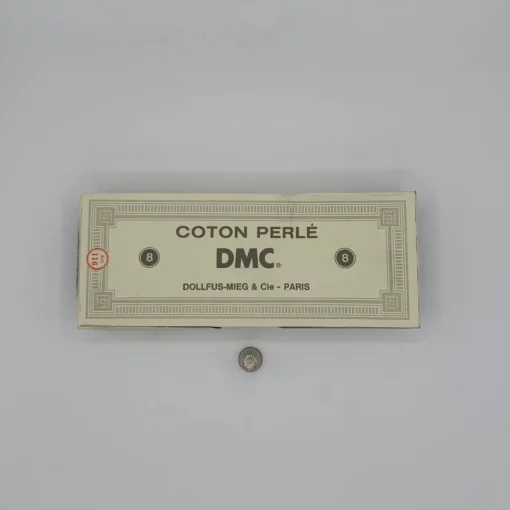 COTON PERLÉ
8 DMC® 8
DOLLFUS-MIEG & Cie - PARIS